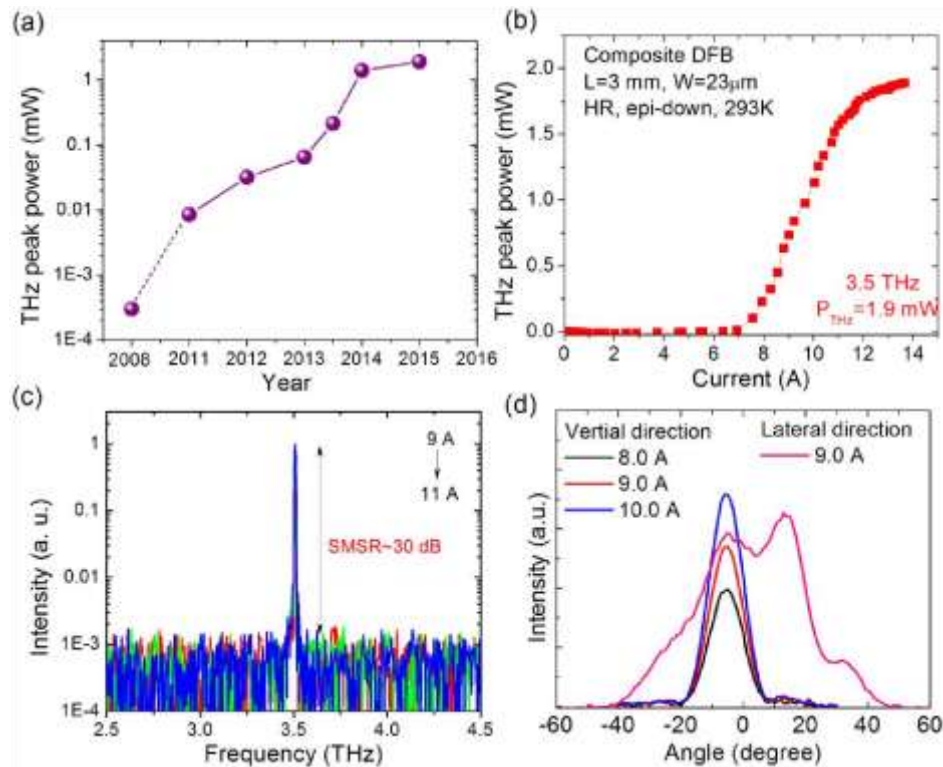 (a)
THz peak power (mW)
1
0.1
0.01
1E-3
1E-4
2008 2011 2012 2013 2014 2015 2016
Year
(b)
Composite DFB
L=3 mm, W=23μm
HR, epi-down, 293K
THz peak power (mW)
2.0
1.5
1.0
0.5
0.0
3.5 THz
P_THz=1.9 mW
0 2 4 6 8 10 12 14
Current (A)
(c)
Intensity (a. u.)
1
0.1
0.01
1E-3
1E-4
9 A
11 A
SMSR~30 dB
2.5 3.0 3.5 4.0 4.5
Frequency (THz)
(d)
Vertial direction
8.0 A
9.0 A
10.0 A
Lateral direction
9.0 A
Intensity (a.u.)
-60 -40 -20 0 20 40 60
Angle (degree)